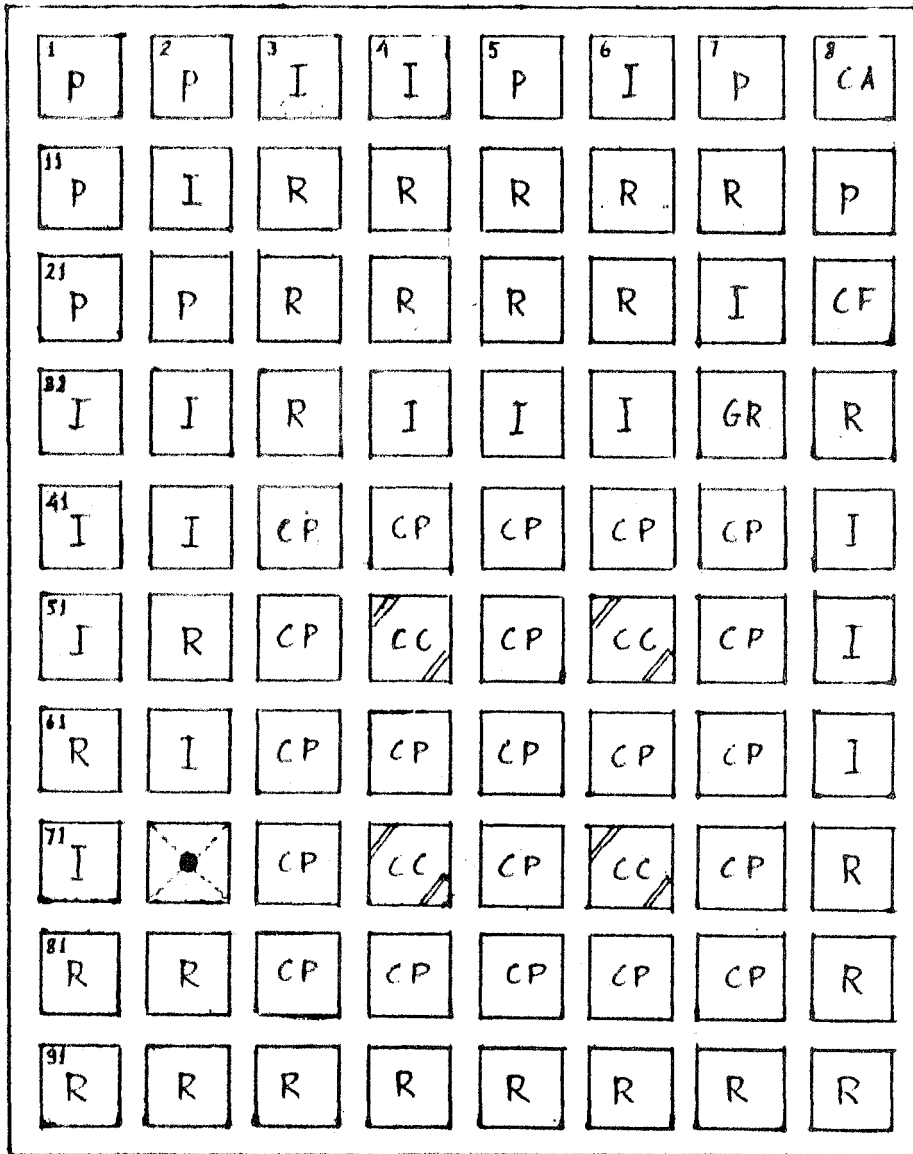 1 2 3 4 5 6 7 8
P P I I P I P CA
11
P I R R R R R P
21
P P R R R R I CF
I I R I I I GR R
41
I I CP CP CP CP CP I
51
I R CP CC CP CC CP I
61
R I CP CP CP CP CP I
71
I CP CC CP CC CP R
81
R R CP CP CP CP CP R
91
R R R R R R R R